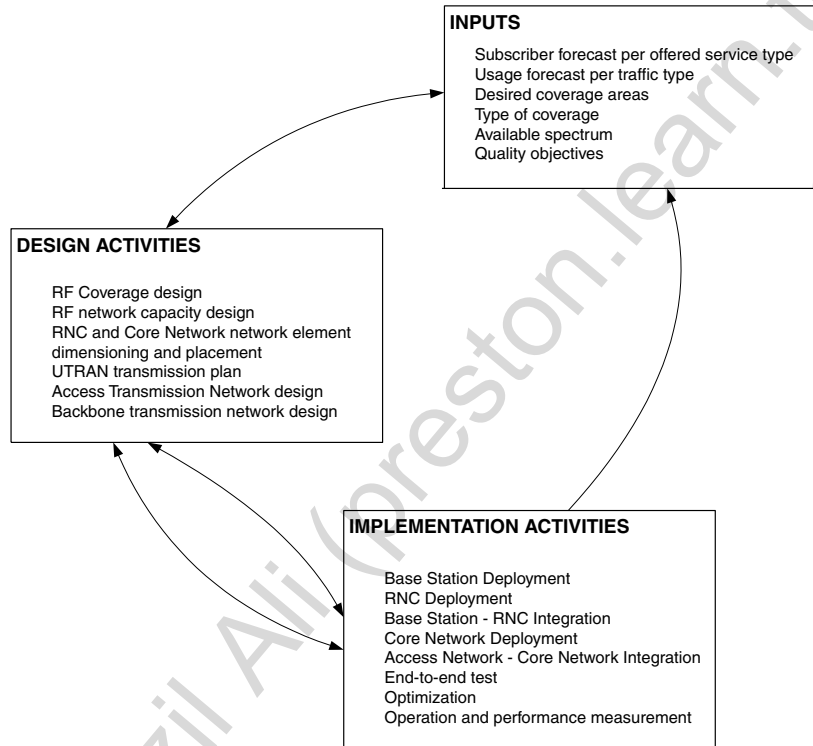 INPUTS
Subscriber forecast per offered service type
Usage forecast per traffic type
Desired coverage areas
Type of coverage
Available spectrum
Quality objectives
DESIGN ACTIVITIES
RF Coverage design
RF network capacity design
RNC and Core Network network element
dimensioning and placement
UTRAN transmission plan
Access Transmission Network design
Backbone transmission network design
IMPLEMENTATION ACTIVITIES
Base Station Deployment
RNC Deployment
Base Station - RNC Integration
Core Network Deployment
Access Network - Core Network Integration
End-to-end test
Optimization
Operation and performance measurement
Ali (preston.learn.